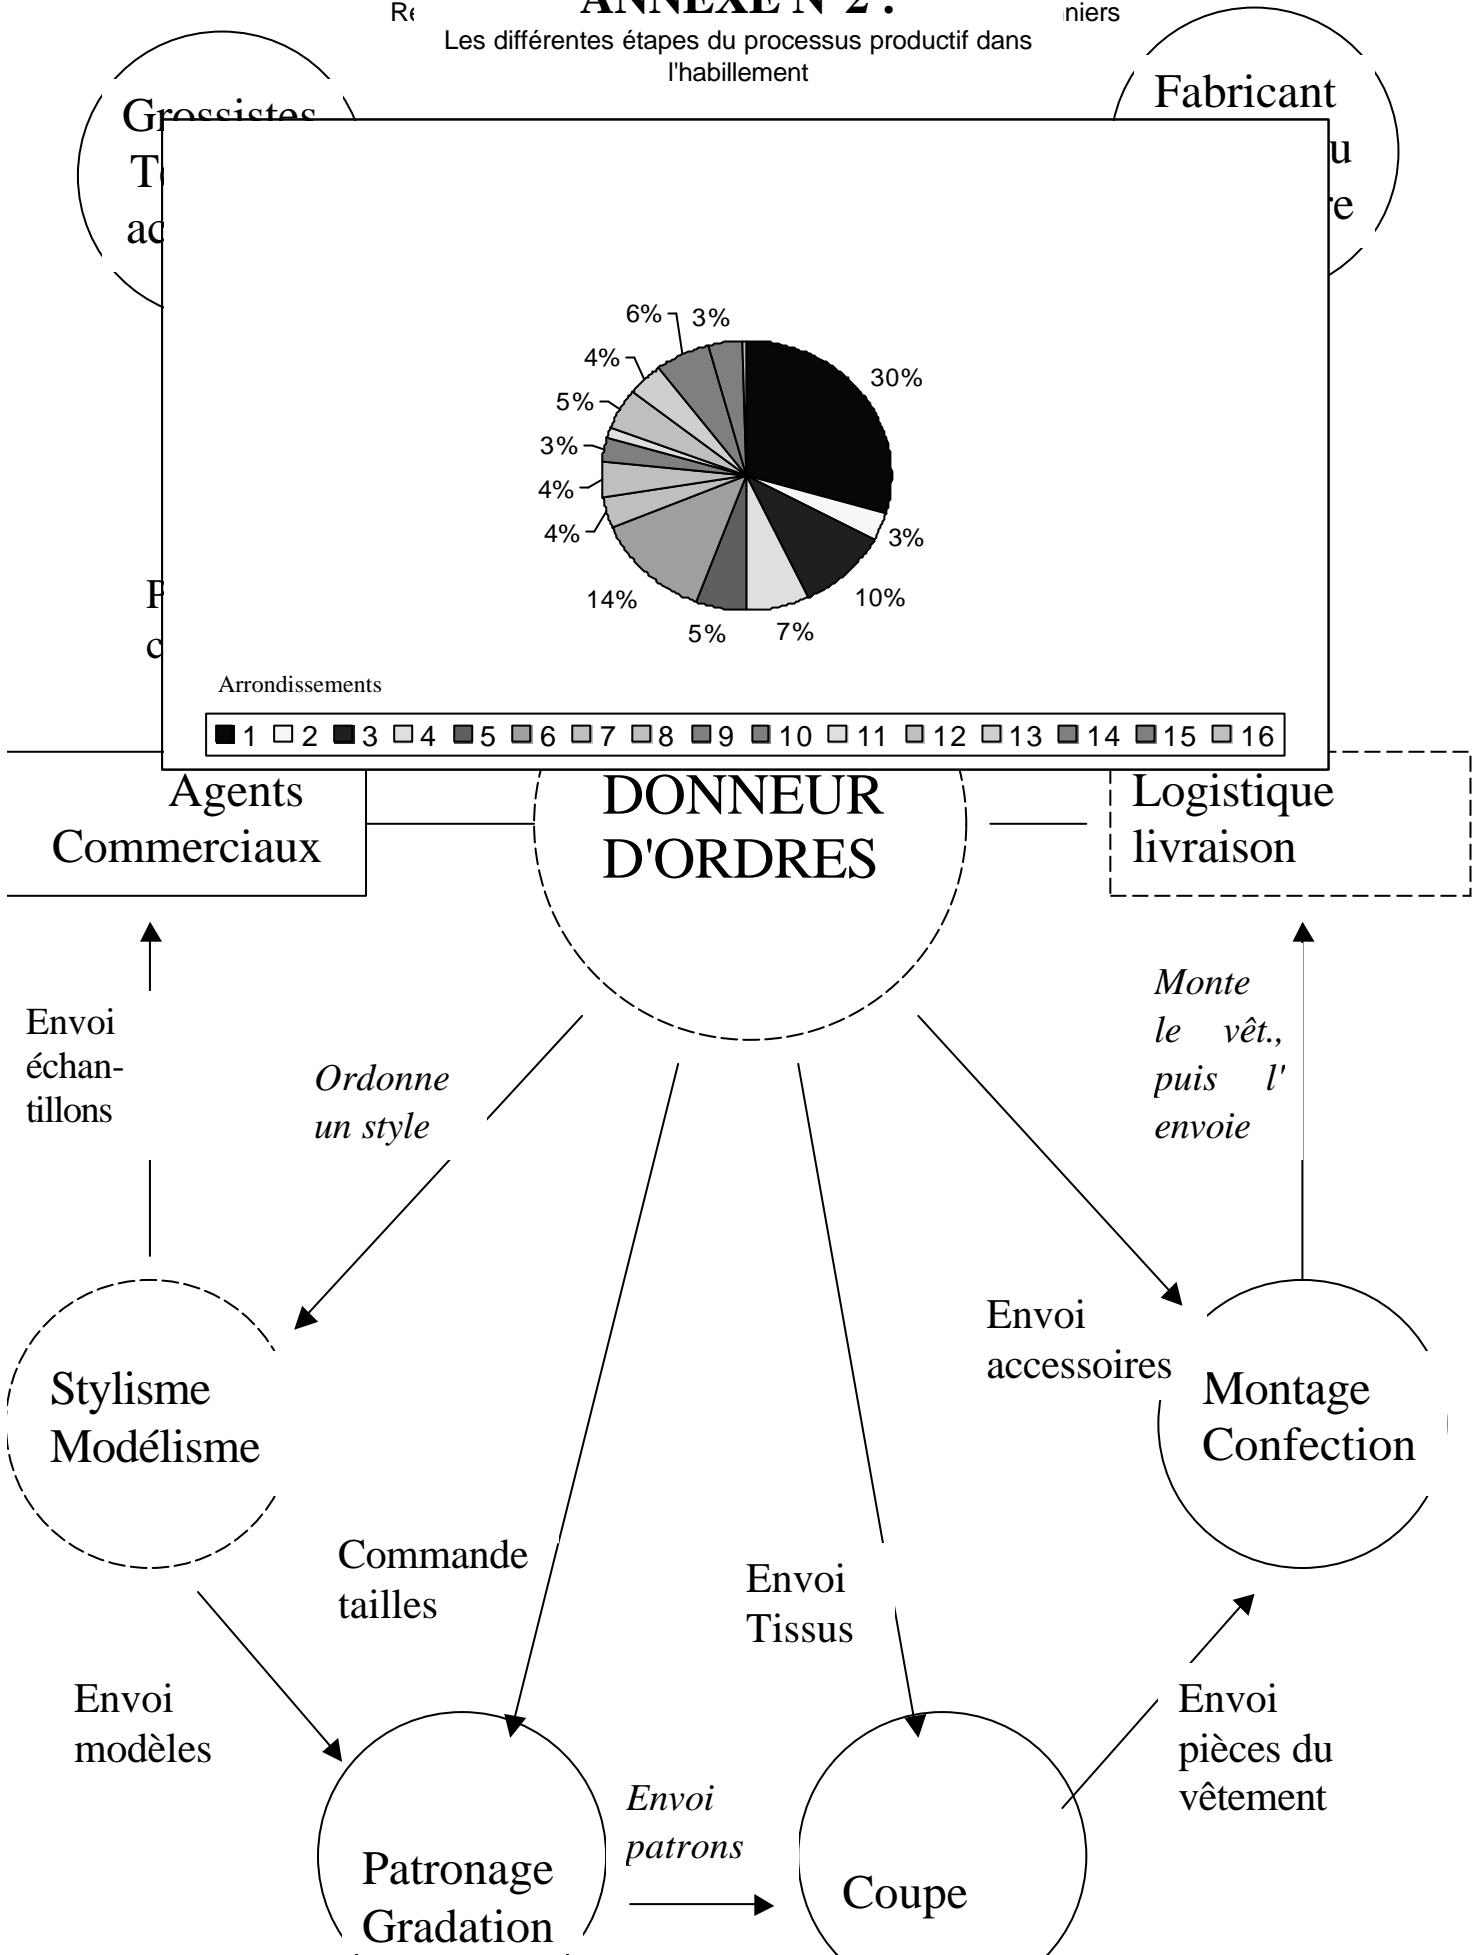 ANNEXE N°2 :
Les différentes étapes du processus productif dans
l'habillement
Grossistes
Fabricant
6%
3%
4%
30%
5%
3%
4%
4%
3%
14%
10%
5%
7%
Arrondissements
1 2 3 4 5 6 7 8 9 10 11 12 13 14 15 16
Agents
Commerciaux
DONNEUR
D'ORDRES
Logistique
livraison
Envoi
échan-
tillons
Ordonne
un style
Monte
le vêt.,
puis l'
envoie
Envoi
accessoires
Stylisme
Modélisme
Montage
Confection
Commande
tailles
Envoi
Tissus
Envoi
modèles
Envoi
pièces du
vêtement
Envoi
patrons
Patronage
Gradation
Coupe